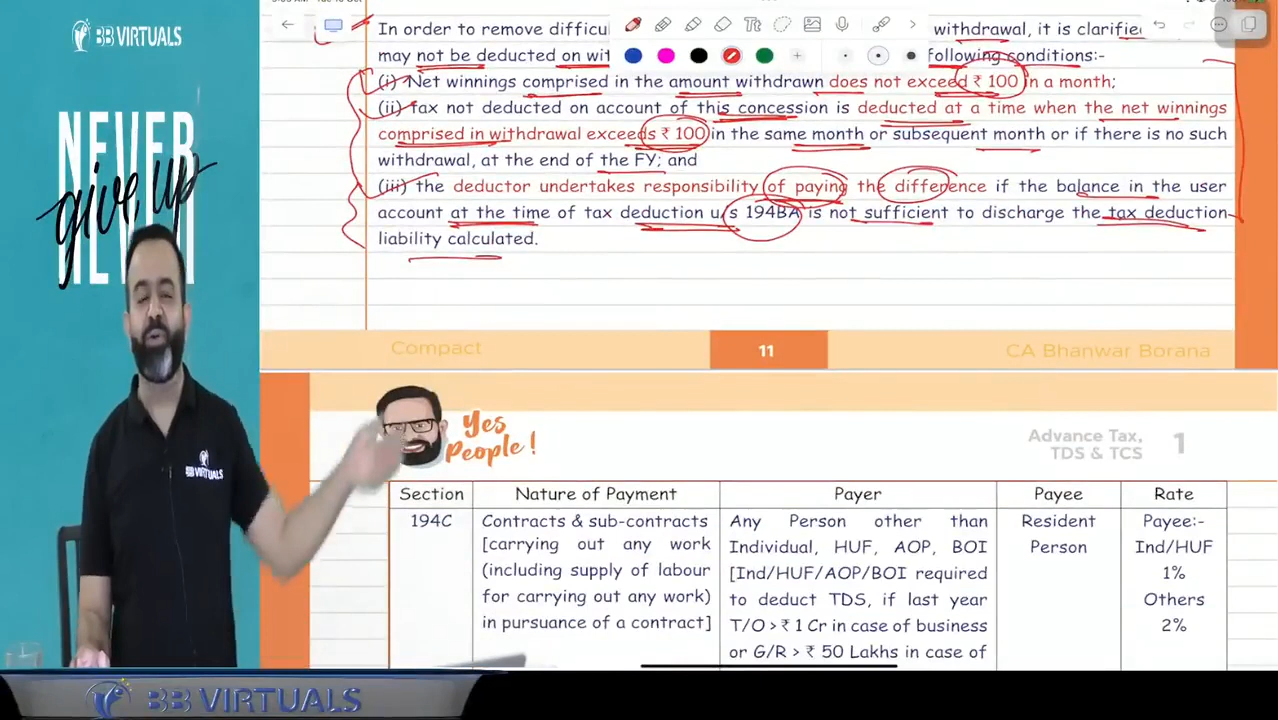 BB VIRTUALS
NEVER
give up
NEVER
In order to remove difficul withdrawal, it is clarifie
may not be deducted on wit following conditions:-
(i) Net winnings comprised in the amount withdrawn does not exceed ₹ 100 in a month;
(ii) tax not deducted on account of this concession is deducted at a time when the net winnings
comprised in withdrawal exceeds ₹ 100 in the same month or subsequent month or if there is no such
withdrawal, at the end of the FY; and
(iii) the deductor undertakes responsibility of paying the difference if the balance in the user
account at the time of tax deduction u/s 194BA is not sufficient to discharge the tax deduction
liability calculated.
Compact 11 CA Bhanwar Borana
Yes
People!
Advance Tax,
TDS & TCS 1
Section Nature of Payment Payer Payee Rate
194C Contracts & sub-contracts Any Person other than Resident Payee:-
[carrying out any work Individual, HUF, AOP, BOI Person Ind/HUF
(including supply of labour [Ind/HUF/AOP/BOI required 1%
for carrying out any work) to deduct TDS, if last year Others
in pursuance of a contract] T/O > ₹ 1 Cr in case of business 2%
or G/R > ₹ 50 Lakhs in case of
BB VIRTUALS
BB VIRTUALS